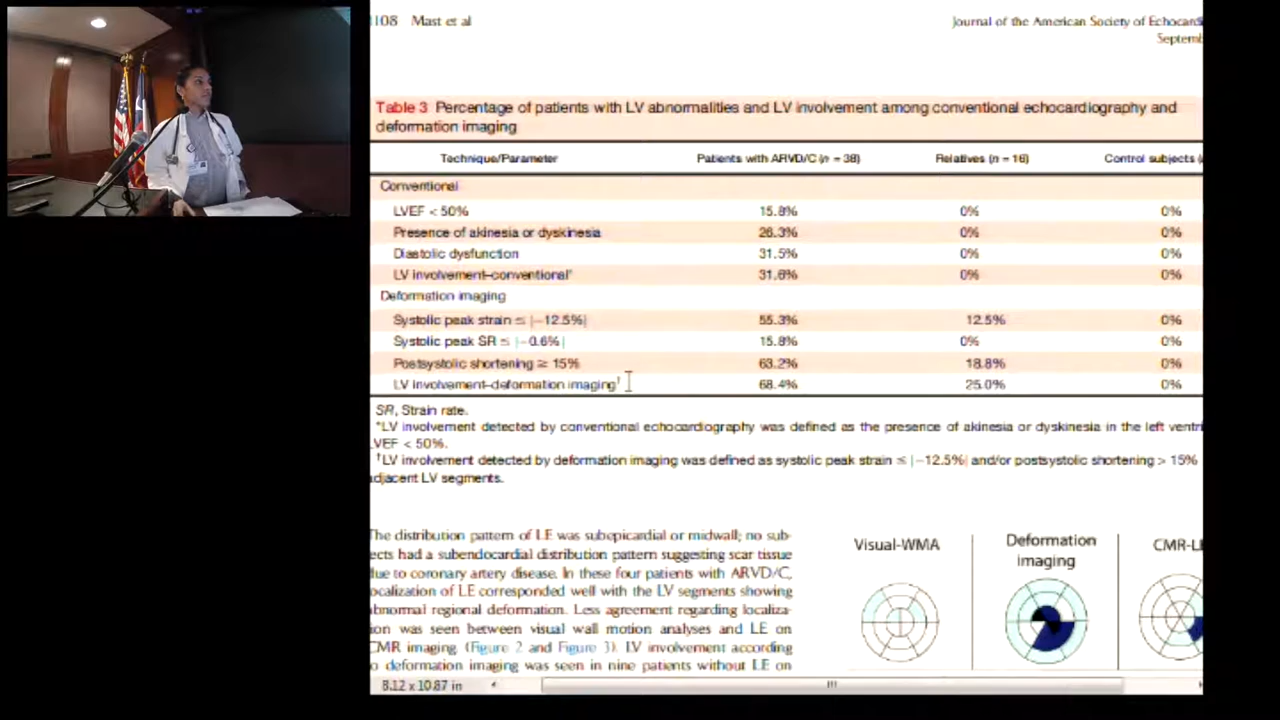 108 Mast et al
Journal of the American Society of Echocard
Septemb
Table 3 Percentage of patients with LV abnormalities and LV involvement among conventional echocardiography and
deformation imaging
Technique/Parameter Patients with ARVD/C (n = 38) Relatives (n = 16) Control subjects (
Conventional
LVEF < 50% 15.8% 0% 0%
Presence of akinesia or dyskinesia 26.3% 0% 0%
Diastolic dysfunction 31.5% 0% 0%
LV involvement–conventional* 31.6% 0% 0%
Deformation imaging
Systolic peak strain ≤ |−12.5%| 55.3% 12.5% 0%
Systolic peak SR ≤ |−0.6%| 15.8% 0% 0%
Postsystolic shortening ≥ 15% 63.2% 18.8% 0%
LV involvement–deformation imaging† 68.4% 25.0% 0%
SR, Strain rate.
*LV involvement detected by conventional echocardiography was defined as the presence of akinesia or dyskinesia in the left ventri
LVEF < 50%.
†LV involvement detected by deformation imaging was defined as systolic peak strain ≤ |−12.5%| and/or postsystolic shortening > 15%
adjacent LV segments.
The distribution pattern of LE was subepicardial or midwall; no sub-
jects had a subendocardial distribution pattern suggesting scar tissue
due to coronary artery disease. In these four patients with ARVD/C,
localization of LE corresponded well with the LV segments showing
abnormal regional deformation. Less agreement regarding localiza-
tion was seen between visual wall motion analyses and LE on
CMR imaging (Figure 2 and Figure 3). LV involvement according
to deformation imaging was seen in nine patients without LE on
Visual-WMA
Deformation
imaging
CMR-L
8.12 x 10.87 in